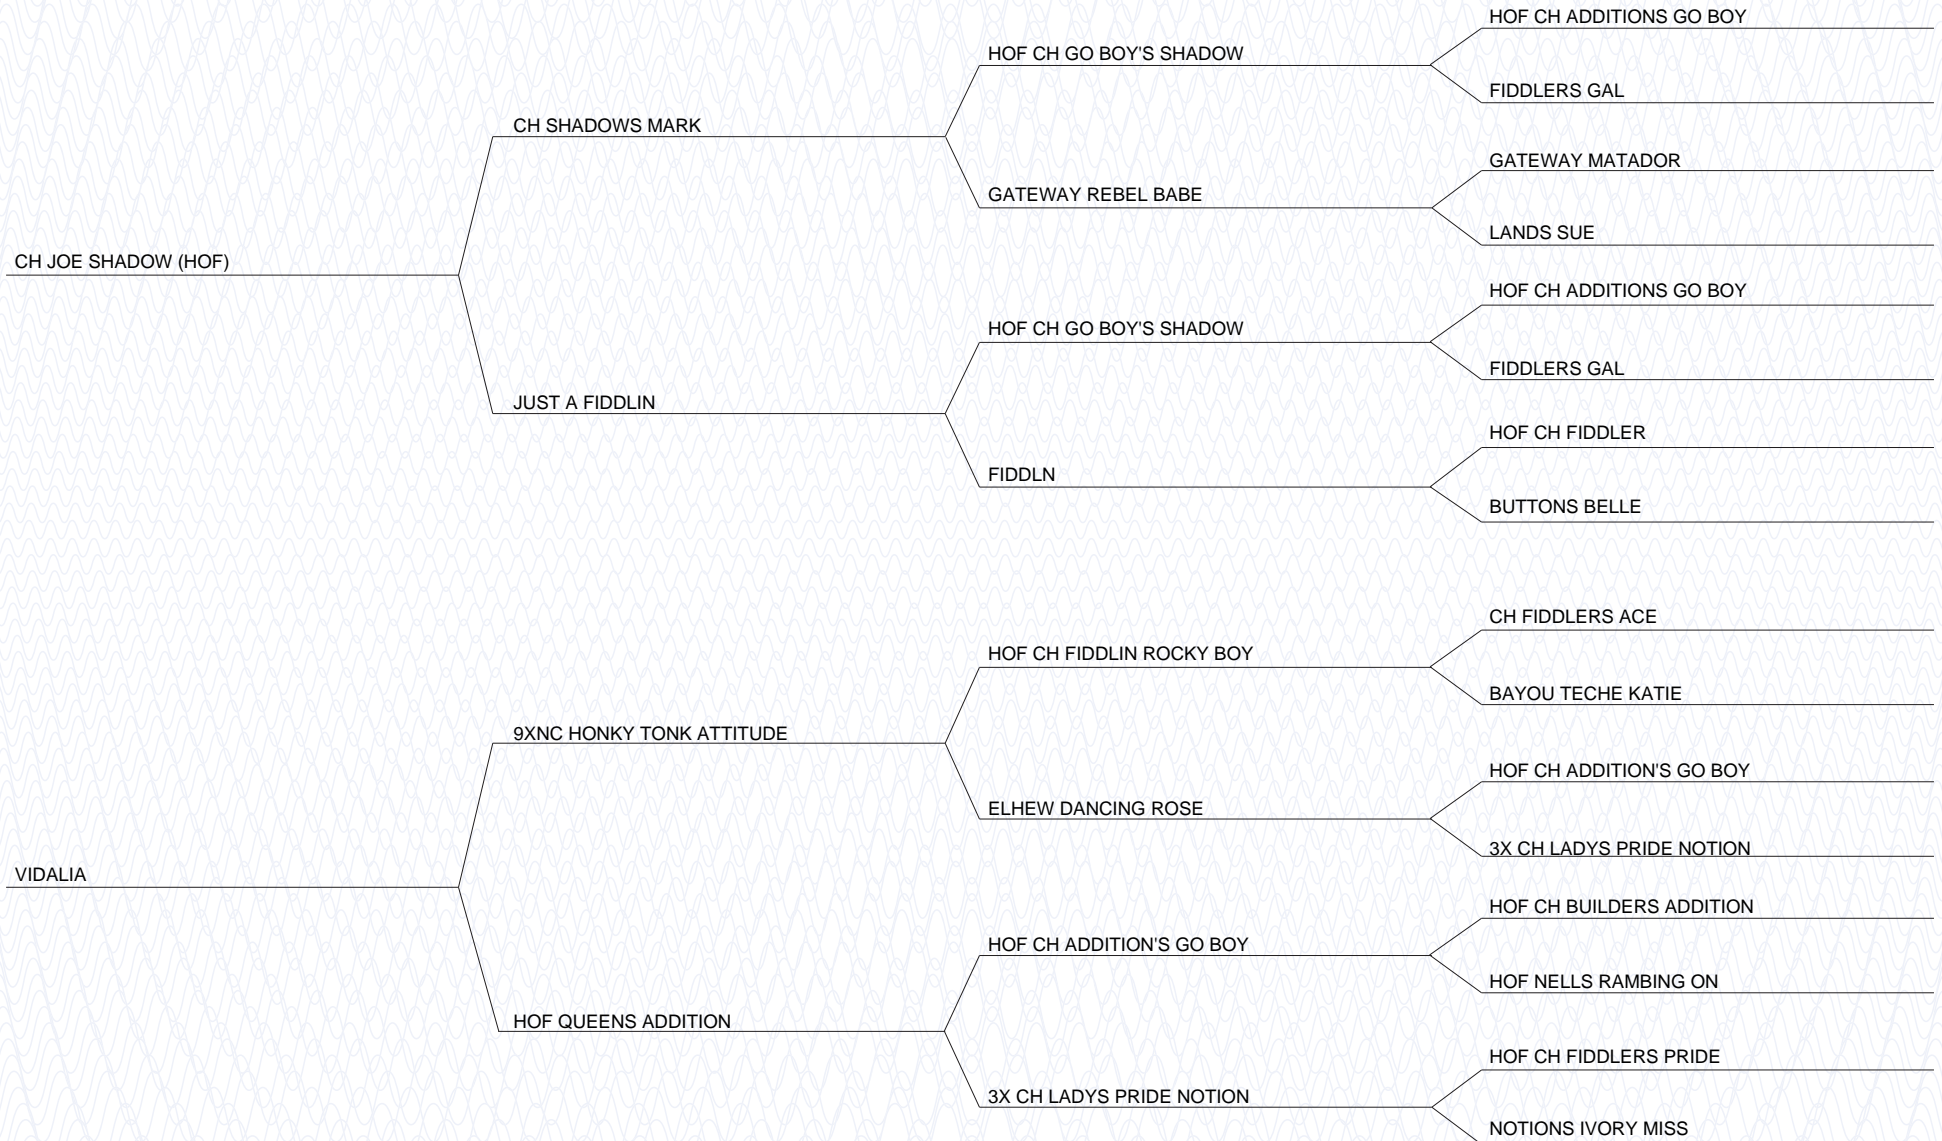 HOF CH ADDITIONS GO BOY
HOF CH GO BOY'S SHADOW
FIDDLERS GAL
CH SHADOWS MARK
GATEWAY MATADOR
GATEWAY REBEL BABE
LANDS SUE
CH JOE SHADOW (HOF)
HOF CH ADDITIONS GO BOY
HOF CH GO BOY'S SHADOW
FIDDLERS GAL
JUST A FIDDLIN
HOF CH FIDDLER
FIDDLN
BUTTONS BELLE
CH FIDDLERS ACE
HOF CH FIDDLIN ROCKY BOY
BAYOU TECHE KATIE
9XNC HONKY TONK ATTITUDE
HOF CH ADDITION'S GO BOY
ELHEW DANCING ROSE
3X CH LADYS PRIDE NOTION
VIDALIA
HOF CH BUILDERS ADDITION
HOF CH ADDITION'S GO BOY
HOF NELLS RAMBING ON
HOF QUEENS ADDITION
HOF CH FIDDLERS PRIDE
3X CH LADYS PRIDE NOTION
NOTIONS IVORY MISS